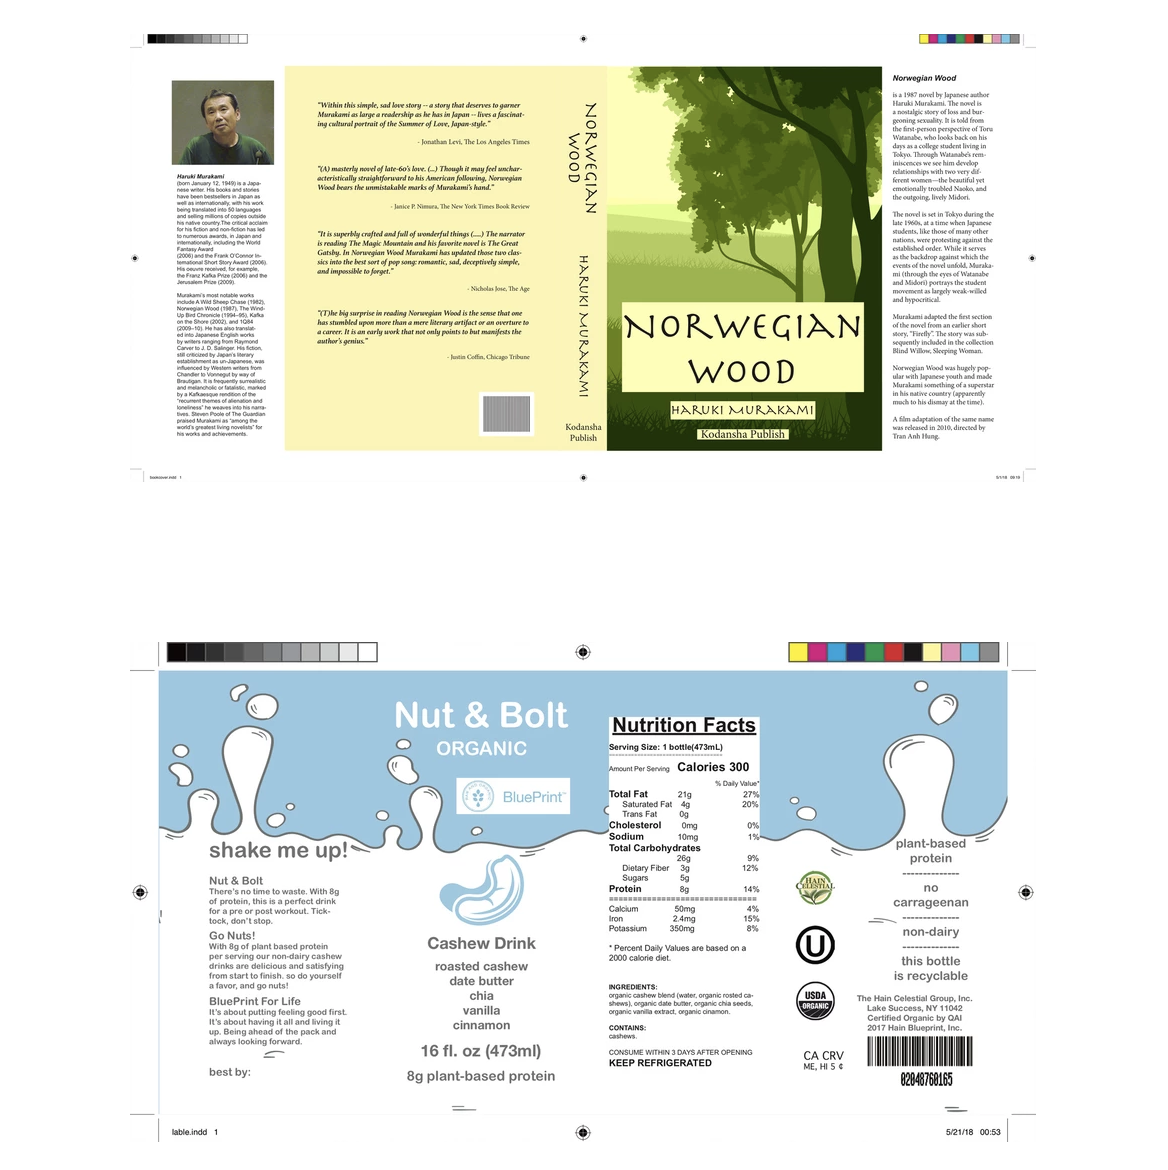 Haruki Murakami
(born January 12, 1949) is a Japa-
nese writer. His books and stories
have been bestsellers in Japan as
well as internationally, with his work
being translated into 50 languages
and selling millions of copies outside
his native country.The critical acclaim
for his fiction and non-fiction has led
to numerous awards, in Japan and
internationally, including the World
Fantasy Award
(2006) and the Frank O'Connor In-
ternational Short Story Award (2006).
His oeuvre received, for example,
the Franz Kafka Prize (2006) and the
Jerusalem Prize (2009).
Murakami's most notable works
include A Wild Sheep Chase (1982),
Norwegian Wood (1987), The Wind-
Up Bird Chronicle (1994–95), Kafka
on the Shore (2002), and 1Q84
(2009–10). He has also translat-
ed into Japanese English works
by writers ranging from Raymond
Carver to J. D. Salinger. His fiction,
still criticized by Japan's literary
establishment as un-Japanese, was
influenced by Western writers from
Chandler to Vonnegut by way of
Brautigan. It is frequently surrealistic
and melancholic or fatalistic, marked
by a Kafkaesque rendition of the
"recurrent themes of alienation and
loneliness" he weaves into his narra-
tives. Steven Poole of The Guardian
praised Murakami as "among the
world's greatest living novelists" for
his works and achievements.
"Within this simple, sad love story -- a story that deserves to garner
Murakami as large a readership as he has in Japan -- lives a fascinat-
ing cultural portrait of the Summer of Love, Japan-style."
- Jonathan Levi, The Los Angeles Times
"(A) masterly novel of late-60's love. (...) Though it may feel unchar-
acteristically straightforward to his American following, Norwegian
Wood bears the unmistakable marks of Murakami's hand."
- Janice P. Nimura, The New York Times Book Review
"It is superbly crafted and full of wonderful things (....) The narrator
is reading The Magic Mountain and his favorite novel is The Great
Gatsby. In Norwegian Wood Murakami has updated those two clas-
sics into the best sort of pop song: romantic, sad, deceptively simple,
and impossible to forget."
- Nicholas Jose, The Age
"(T)he big surprise in reading Norwegian Wood is the sense that one
has stumbled upon more than a mere literary artifact or an overture to
a career. It is an early work that not only points to but manifests the
author's genius."
- Justin Coffin, Chicago Tribune
NORWEGIAN
WOOD
HARUKI MURAKAMI
Kodansha
Publish
NORWEGIAN
WOOD
HARUKI MURAKAMI
Kodansha Publish
Norwegian Wood
is a 1987 novel by Japanese author
Haruki Murakami. The novel is
a nostalgic story of loss and bur-
geoning sexuality. It is told from
the first-person perspective of Toru
Watanabe, who looks back on his
days as a college student living in
Tokyo. Through Watanabe's rem-
iniscences we see him develop
relationships with two very dif-
ferent women—the beautiful yet
emotionally troubled Naoko, and
the outgoing, lively Midori.
The novel is set in Tokyo during the
late 1960s, at a time when Japanese
students, like those of many other
nations, were protesting against the
established order. While it serves
as the backdrop against which the
events of the novel unfold, Muraka-
mi (through the eyes of Watanabe
and Midori) portrays the student
movement as largely weak-willed
and hypocritical.
Murakami adapted the first section
of the novel from an earlier short
story, "Firefly". The story was sub-
sequently included in the collection
Blind Willow, Sleeping Woman.
Norwegian Wood was hugely pop-
ular with Japanese youth and made
Murakami something of a superstar
in his native country (apparently
much to his dismay at the time).
A film adaptation of the same name
was released in 2010, directed by
Tran Anh Hung.
bookcover.indd 1
5/1/18 09:19
shake me up!
Nut & Bolt
There's no time to waste. With 8g
of protein, this is a perfect drink
for a pre or post workout. Tick-
tock, don't stop.
Go Nuts!
With 8g of plant based protein
per serving our non-dairy cashew
drinks are delicious and satisfying
from start to finish. so do yourself
a favor, and go nuts!
BluePrint For Life
It's about putting feeling good first.
It's about having it all and living it
up. Being ahead of the pack and
always looking forward.
best by:
Nut & Bolt
ORGANIC
BluePrint™
Cashew Drink
roasted cashew
date butter
chia
vanilla
cinnamon
16 fl. oz (473ml)
8g plant-based protein
Nutrition Facts
Serving Size: 1 bottle(473mL)
Amount Per Serving Calories 300
% Daily Value*
Total Fat 21g 27%
Saturated Fat 4g 20%
Trans Fat 0g
Cholesterol 0mg 0%
Sodium 10mg 1%
Total Carbohydrates
26g 9%
Dietary Fiber 3g 12%
Sugars 5g
Protein 8g 14%
Calcium 50mg 4%
Iron 2.4mg 15%
Potassium 350mg 8%
* Percent Daily Values are based on a
2000 calorie diet.
INGREDIENTS:
organic cashew blend (water, organic rosted ca-
shews), organic date butter, organic chia seeds,
organic vanilla extract, organic cinamon.
CONTAINS:
cashews.
CONSUME WITHIN 3 DAYS AFTER OPENING
KEEP REFRIGERATED
HAIN
CELESTIAL
U
USDA
ORGANIC
CA CRV
ME, HI 5 ¢
plant-based
protein
no
carrageenan
non-dairy
this bottle
is recyclable
The Hain Celestial Group, Inc.
Lake Success, NY 11042
Certified Organic by QAI
2017 Hain Blueprint, Inc.
02048760165
lable.indd 1
5/21/18 00:53